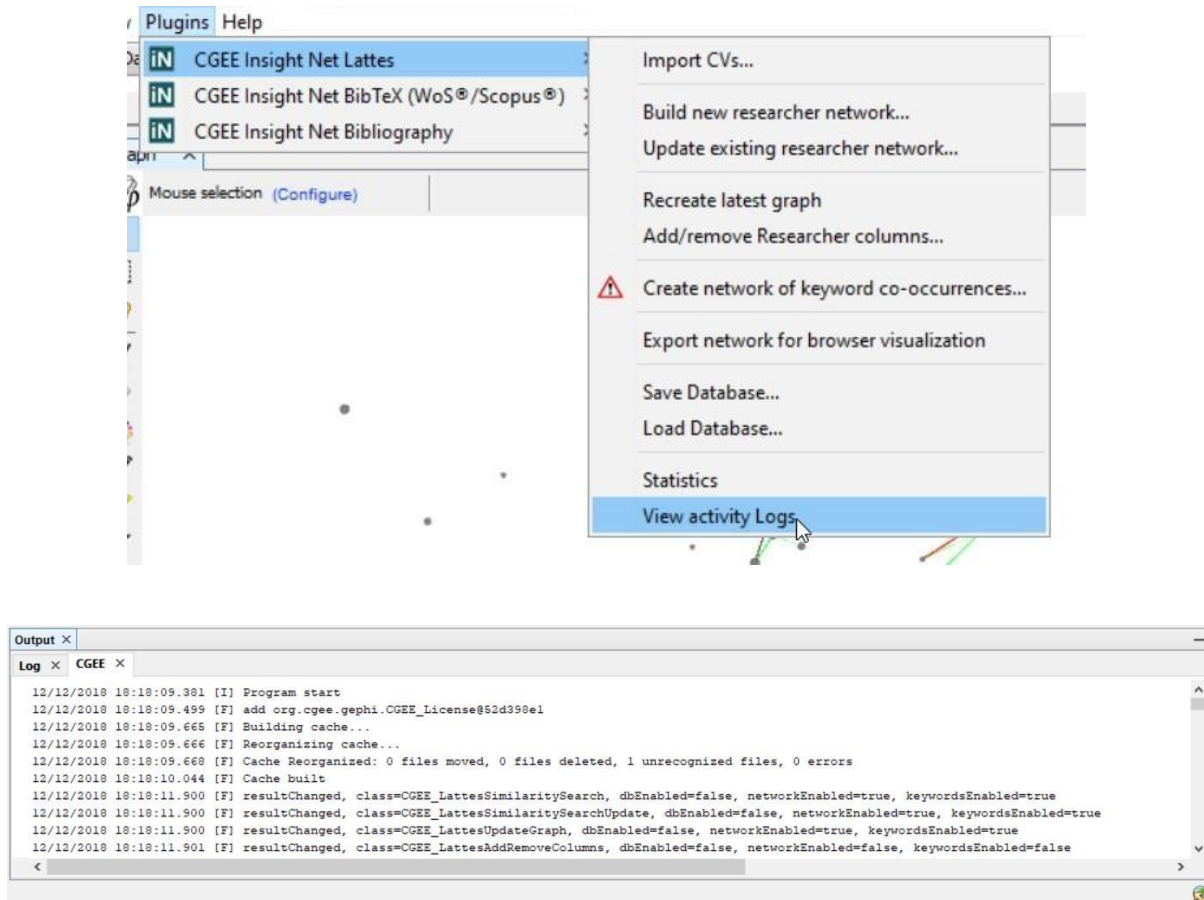 Plugins Help
iN CGEE Insight Net Lattes
iN CGEE Insight Net BibTeX (WoS®/Scopus®)
iN CGEE Insight Net Bibliography
Import CVs...
Build new researcher network...
Update existing researcher network...
Recreate latest graph
Add/remove Researcher columns...
Create network of keyword co-occurrences...
Export network for browser visualization
Save Database...
Load Database...
Statistics
View activity Logs
Mouse selection (Configure)
Output ×
Log × CGEE ×
12/12/2018 18:18:09.381 [I] Program start
12/12/2018 18:18:09.499 [F] add org.cgee.gephi.CGEE_License@52d398e1
12/12/2018 18:18:09.665 [F] Building cache...
12/12/2018 18:18:09.666 [F] Reorganizing cache...
12/12/2018 18:18:09.668 [F] Cache Reorganized: 0 files moved, 0 files deleted, 1 unrecognized files, 0 errors
12/12/2018 18:18:10.044 [F] Cache built
12/12/2018 18:18:11.900 [F] resultChanged, class=CGEE_LattesSimilaritySearch, dbEnabled=false, networkEnabled=true, keywordsEnabled=true
12/12/2018 18:18:11.900 [F] resultChanged, class=CGEE_LattesSimilaritySearchUpdate, dbEnabled=false, networkEnabled=true, keywordsEnabled=true
12/12/2018 18:18:11.900 [F] resultChanged, class=CGEE_LattesUpdateGraph, dbEnabled=false, networkEnabled=true, keywordsEnabled=true
12/12/2018 18:18:11.901 [F] resultChanged, class=CGEE_LattesAddRemoveColumns, dbEnabled=false, networkEnabled=false, keywordsEnabled=false